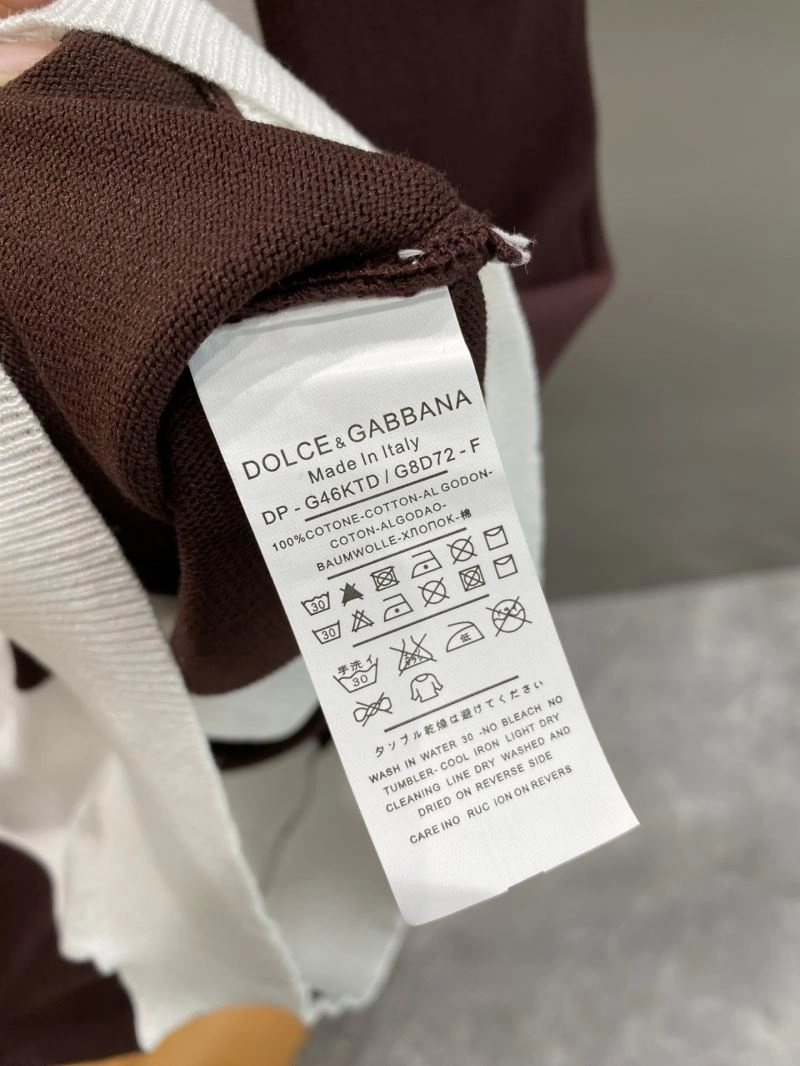 DOLCE & GABBANA
Made In Italy
DP - G46KTD / G8D72 - F
100%COTONE-COTTON-AL GODON-
COTON-ALGODAO-
BAUMWOLLE-ХЛОПОК-棉
30
30
手洗イ
30
低
タンブル乾燥は避けてください
WASH IN WATER 30 -NO BLEACH NO
TUMBLER- COOL IRON LIGHT DRY
CLEANING LINE DRY WASHED AND
DRIED ON REVERSE SIDE
CARE INO RUC ION ON REVERS